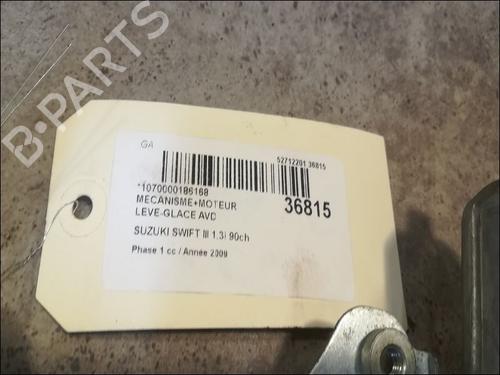 B-PARTS
GA
52712201 36815
*1070000186168
MECANISME+MOTEUR
36815
LEVE-GLACE AVD
SUZUKI SWIFT III 1.3i 90ch
Phase 1 cc / Année 2009